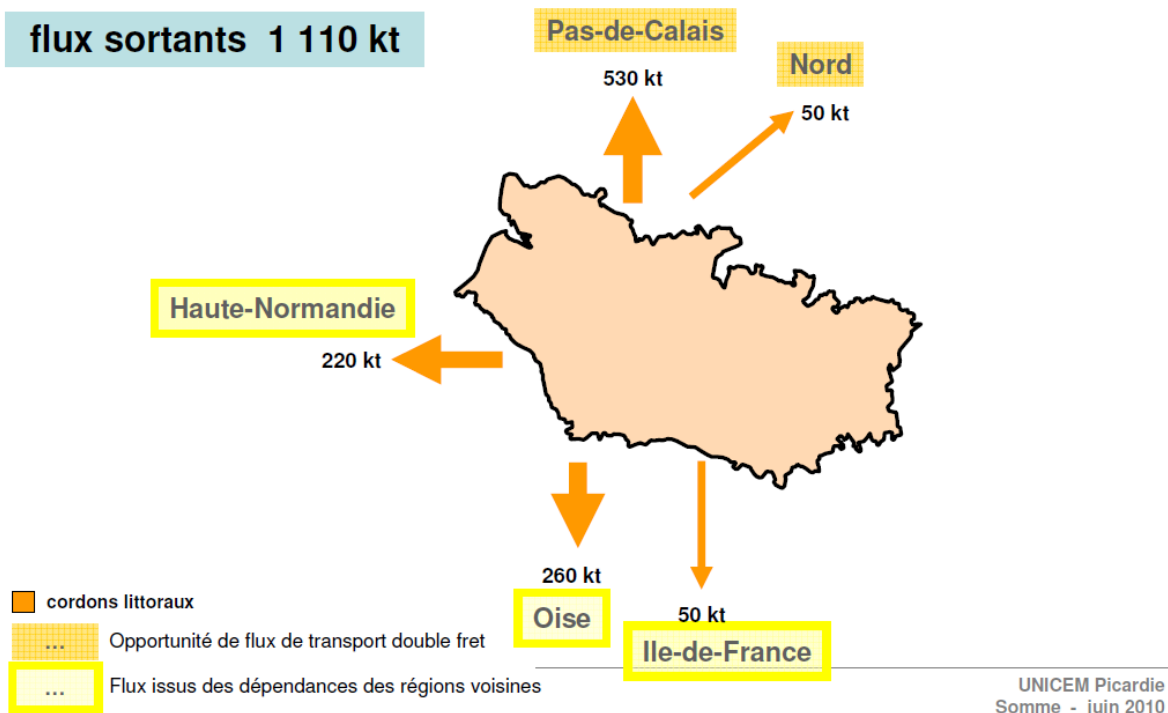 flux sortants 1 110 kt
Pas-de-Calais
530 kt
Nord
50 kt
Haute-Normandie
220 kt
260 kt
Oise
50 kt
Ile-de-France
cordons littoraux
... Opportunité de flux de transport double fret
... Flux issus des dépendances des régions voisines
UNICEM Picardie
Somme - juin 2010